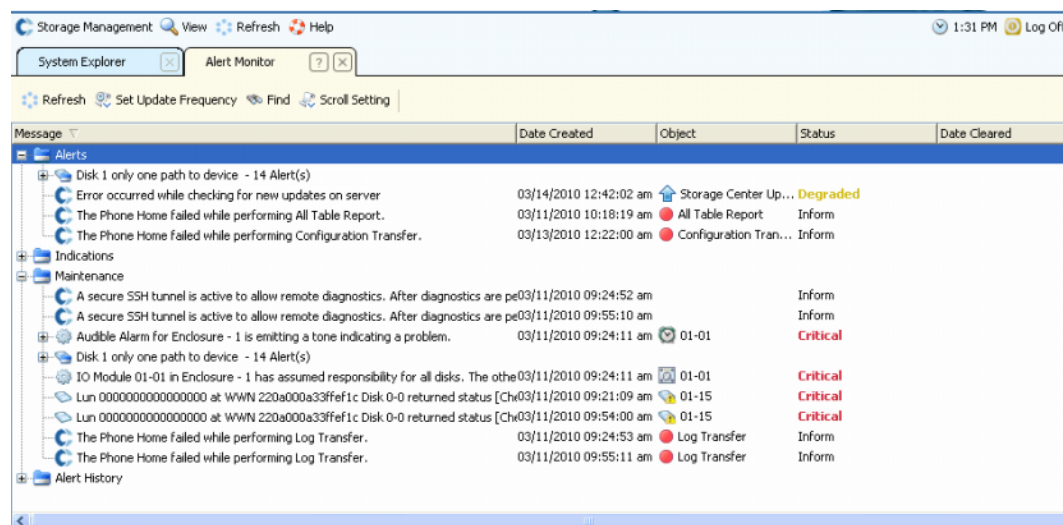 Storage Management View Refresh Help 1:31 PM Log Off
System Explorer Alert Monitor ?
Refresh Set Update Frequency Find Scroll Setting
Message Date Created Object Status Date Cleared
Alerts
Disk 1 only one path to device - 14 Alert(s)
Error occurred while checking for new updates on server 03/14/2010 12:42:02 am Storage Center Up... Degraded
The Phone Home failed while performing All Table Report. 03/11/2010 10:18:19 am All Table Report Inform
The Phone Home failed while performing Configuration Transfer. 03/13/2010 12:22:00 am Configuration Tran... Inform
Indications
Maintenance
A secure SSH tunnel is active to allow remote diagnostics. After diagnostics are pe 03/11/2010 09:24:52 am Inform
A secure SSH tunnel is active to allow remote diagnostics. After diagnostics are pe 03/11/2010 09:55:10 am Inform
Audible Alarm for Enclosure - 1 is emitting a tone indicating a problem. 03/11/2010 09:24:11 am 01-01 Critical
Disk 1 only one path to device - 14 Alert(s)
IO Module 01-01 in Enclosure - 1 has assumed responsibility for all disks. The othe 03/11/2010 09:24:11 am 01-01 Critical
Lun 0000000000000000 at WWN 220a000a33ffef1c Disk 0-0 returned status [Che 03/11/2010 09:21:09 am 01-15 Critical
Lun 0000000000000000 at WWN 220a000a33ffef1c Disk 0-0 returned status [Che 03/11/2010 09:54:00 am 01-15 Critical
The Phone Home failed while performing Log Transfer. 03/11/2010 09:24:53 am Log Transfer Inform
The Phone Home failed while performing Log Transfer. 03/11/2010 09:55:11 am Log Transfer Inform
Alert History